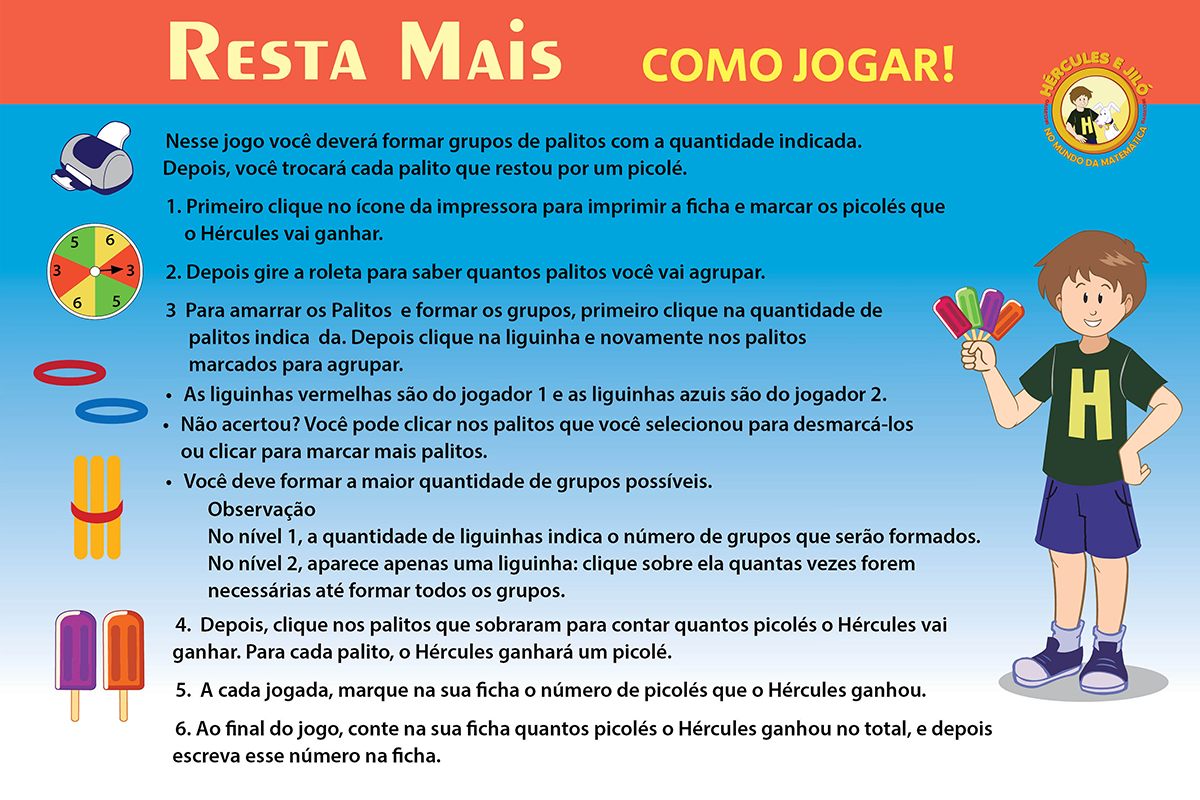 RESTA MAIS
COMO JOGAR!
HÉRCULES E JILÓ
NO MUNDO DA MATEMÁTICA
H
Nesse jogo você deverá formar grupos de palitos com a quantidade indicada.
Depois, você trocará cada palito que restou por um picolé.
1. Primeiro clique no ícone da impressora para imprimir a ficha e marcar os picolés que
o Hércules vai ganhar.
5 6
3 3
6 5
2. Depois gire a roleta para saber quantos palitos você vai agrupar.
3 Para amarrar os Palitos e formar os grupos, primeiro clique na quantidade de
palitos indica da. Depois clique na liguinha e novamente nos palitos
marcados para agrupar.
• As liguinhas vermelhas são do jogador 1 e as liguinhas azuis são do jogador 2.
• Não acertou? Você pode clicar nos palitos que você selecionou para desmarcá-los
ou clicar para marcar mais palitos.
• Você deve formar a maior quantidade de grupos possíveis.
Observação
No nível 1, a quantidade de liguinhas indica o número de grupos que serão formados.
No nível 2, aparece apenas uma liguinha: clique sobre ela quantas vezes forem
necessárias até formar todos os grupos.
H
4. Depois, clique nos palitos que sobraram para contar quantos picolés o Hércules vai
ganhar. Para cada palito, o Hércules ganhará um picolé.
5. A cada jogada, marque na sua ficha o número de picolés que o Hércules ganhou.
6. Ao final do jogo, conte na sua ficha quantos picolés o Hércules ganhou no total, e depois
escreva esse número na ficha.